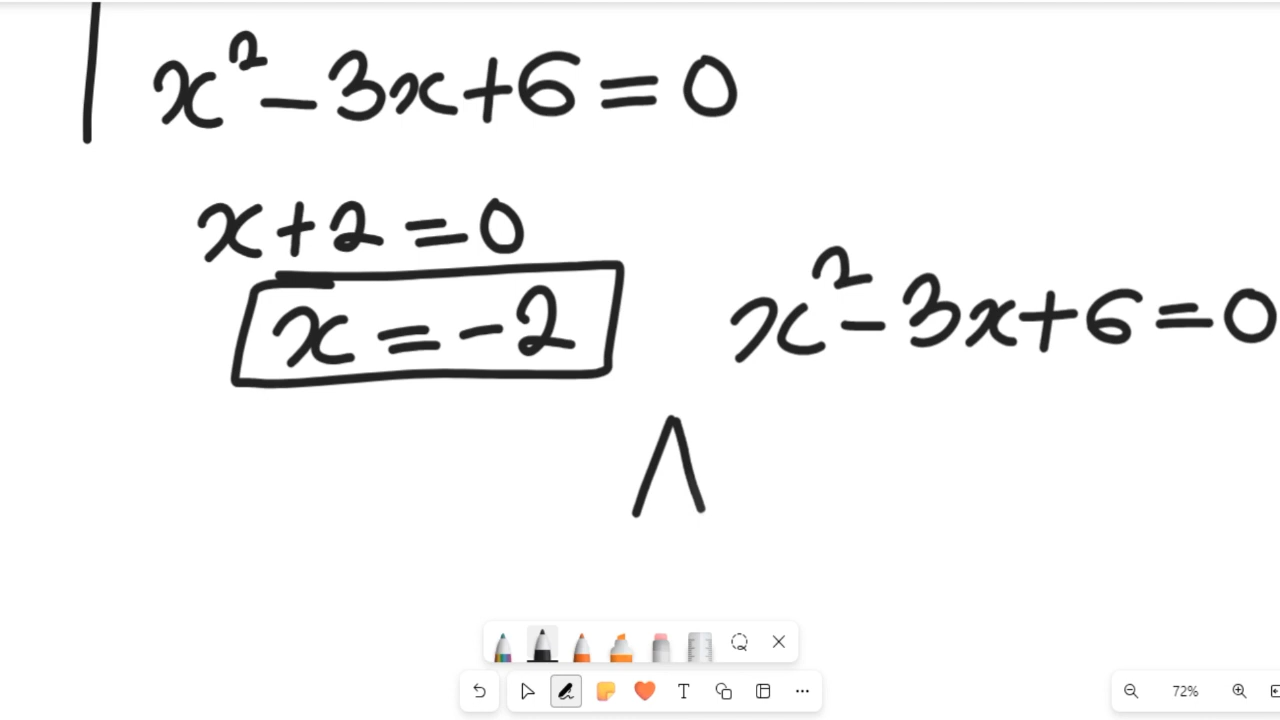 x² - 3x + 6 = 0
x + 2 = 0
x = -2
x² - 3x + 6 = 0
Λ
T
72%